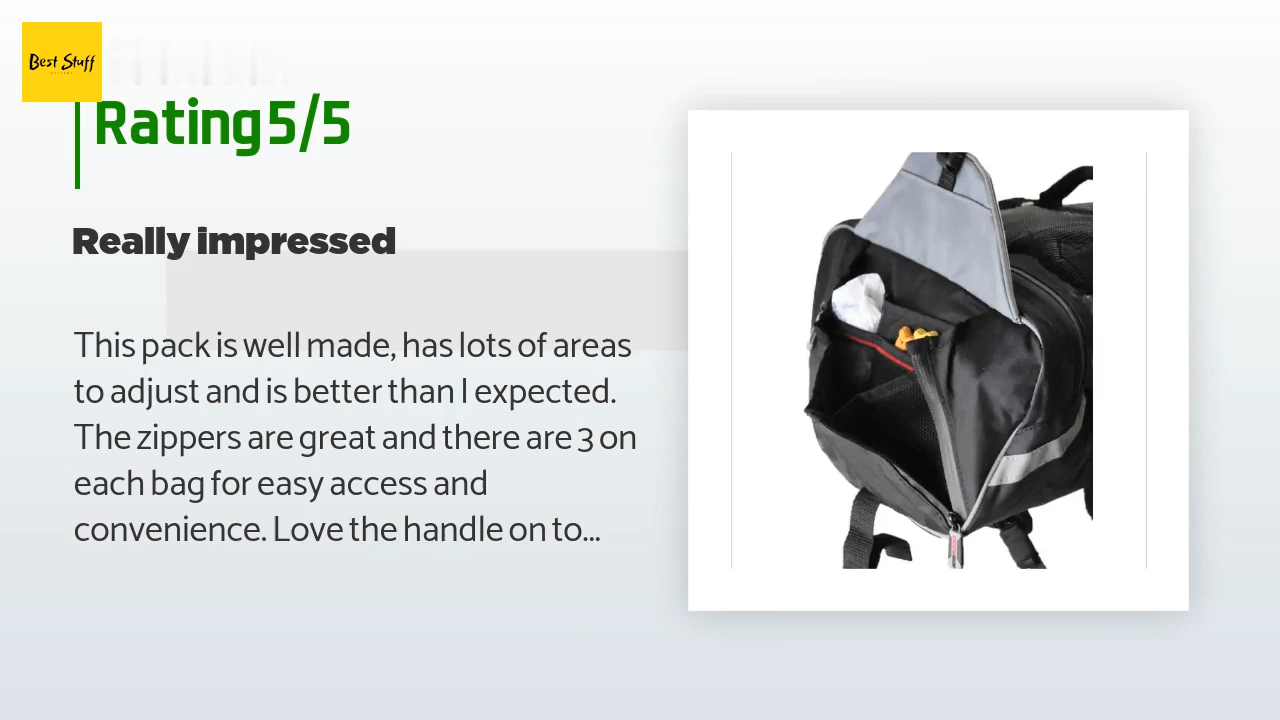 Best Stuff
Rating 5/5
Really impressed
This pack is well made, has lots of areas
to adjust and is better than I expected.
The zippers are great and there are 3 on
each bag for easy access and
convenience. Love the handle on to...